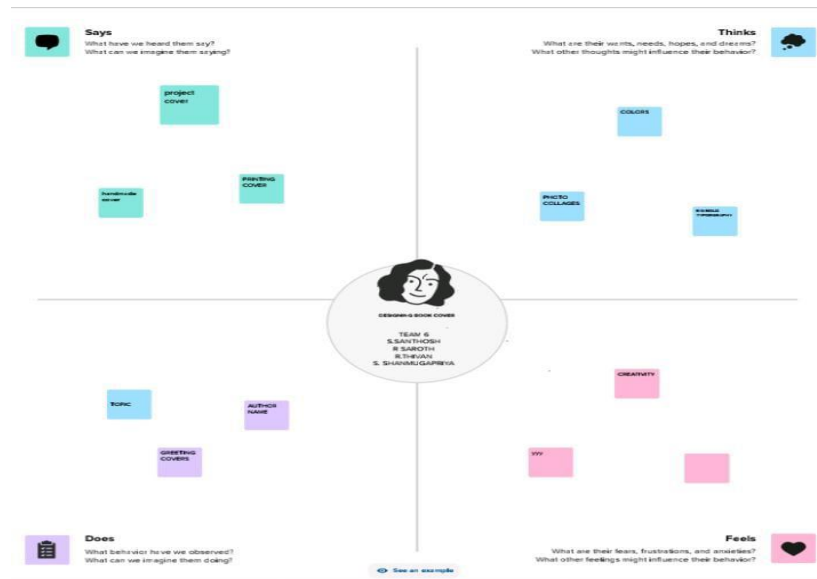 Says
What have we heard them say?
What can we imagine them saying?
Thinks
What are their wants, needs, hopes, and dreams?
What other thoughts might influence their behavior?
project
cover
COLORS
handmade
cover
PRINTING
COVER
PHOTO
COLLAGES
TYPOGRAPHY
DESIGNING BOOK COVER
TEAM 6
S.SANTHOSH
R SAROTH
R.THIVAN
S. SHANMUGAPRIYA
TOPIC
AUTHOR
NAME
GREETING
COVERS
CREATIVITY
yyy
Does
What behavior have we observed?
What can we imagine them doing?
Feels
What are their fears, frustrations, and anxieties?
What other feelings might influence their behavior?
See an example